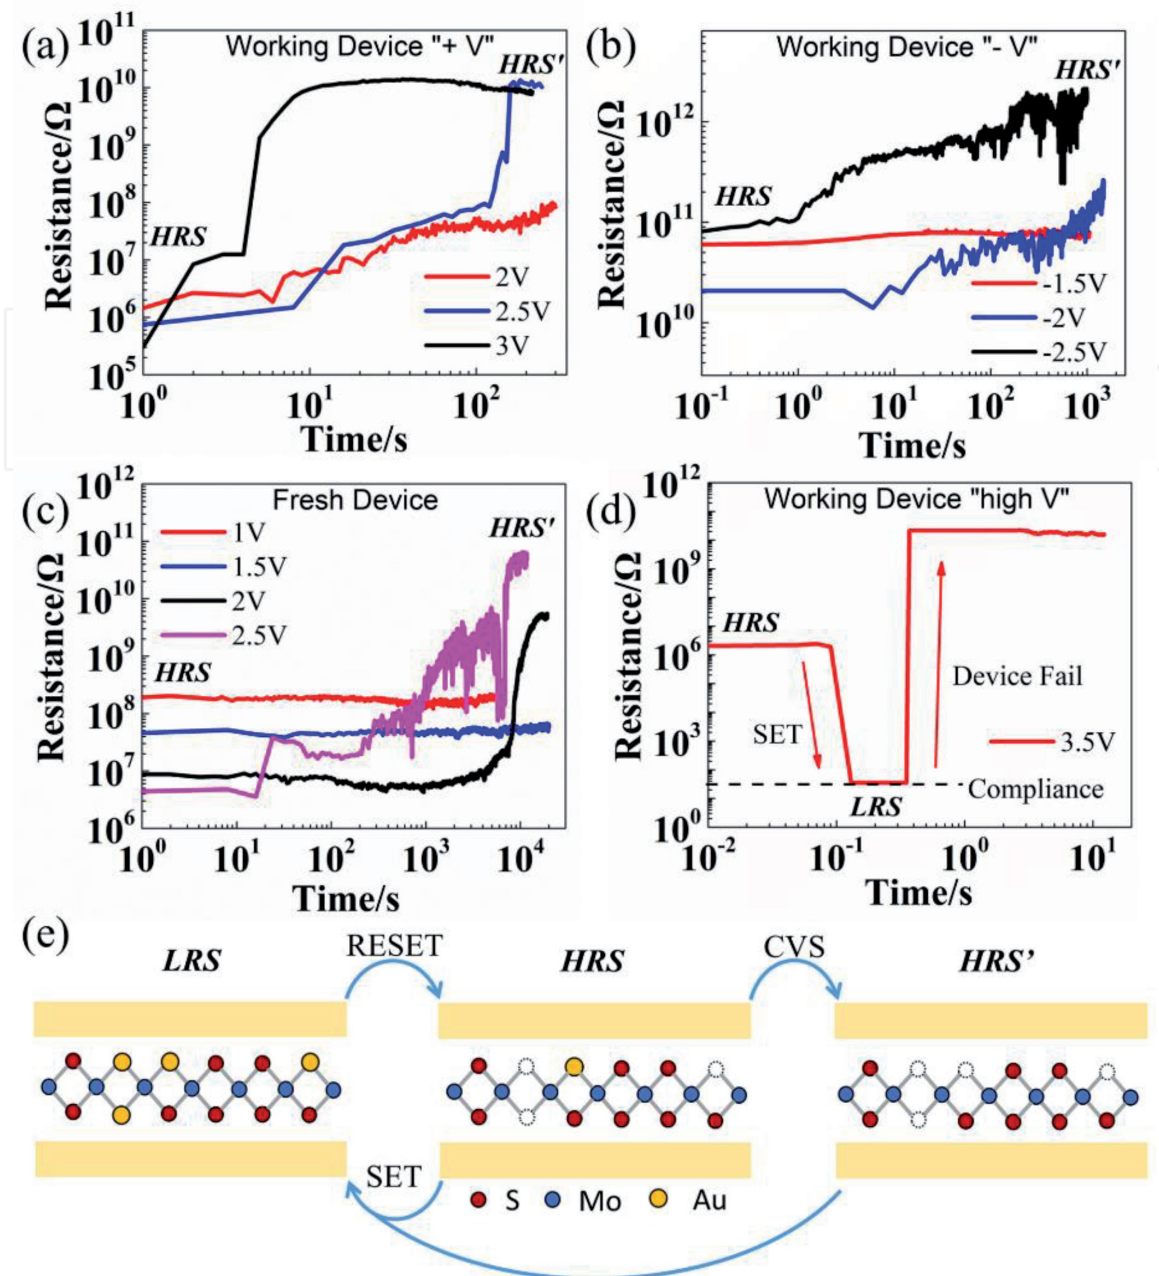 (a)
Working Device "+ V"
Resistance/Ω
10¹¹
10¹⁰
10⁹
10⁸
10⁷
10⁶
10⁵
HRS
HRS'
2V
2.5V
3V
10⁰ 10¹ 10²
Time/s
(b)
Working Device "- V"
Resistance/Ω
10¹²
10¹¹
10¹⁰
HRS
HRS'
-1.5V
-2V
-2.5V
10⁻¹ 10⁰ 10¹ 10² 10³
Time/s
(c)
Fresh Device
Resistance/Ω
10¹²
10¹¹
10¹⁰
10⁹
10⁸
10⁷
10⁶
1V
1.5V
2V
2.5V
HRS
HRS'
10⁰ 10¹ 10² 10³ 10⁴
Time/s
(d)
Working Device "high V"
Resistance/Ω
10¹²
10⁹
10⁶
10³
10⁰
HRS
SET
Device Fail
3.5V
LRS
Compliance
10⁻² 10⁻¹ 10⁰ 10¹
Time/s
(e)
LRS
RESET
HRS
CVS
HRS’
SET
S Mo Au